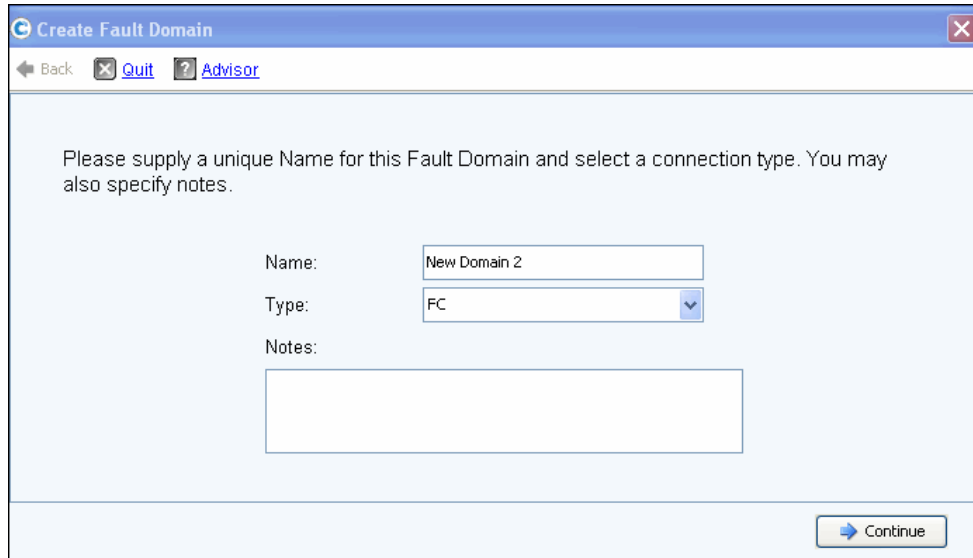 Create Fault Domain
Back Quit ? Advisor
Please supply a unique Name for this Fault Domain and select a connection type. You may
also specify notes.
Name: New Domain 2
Type: FC
Notes:
Continue